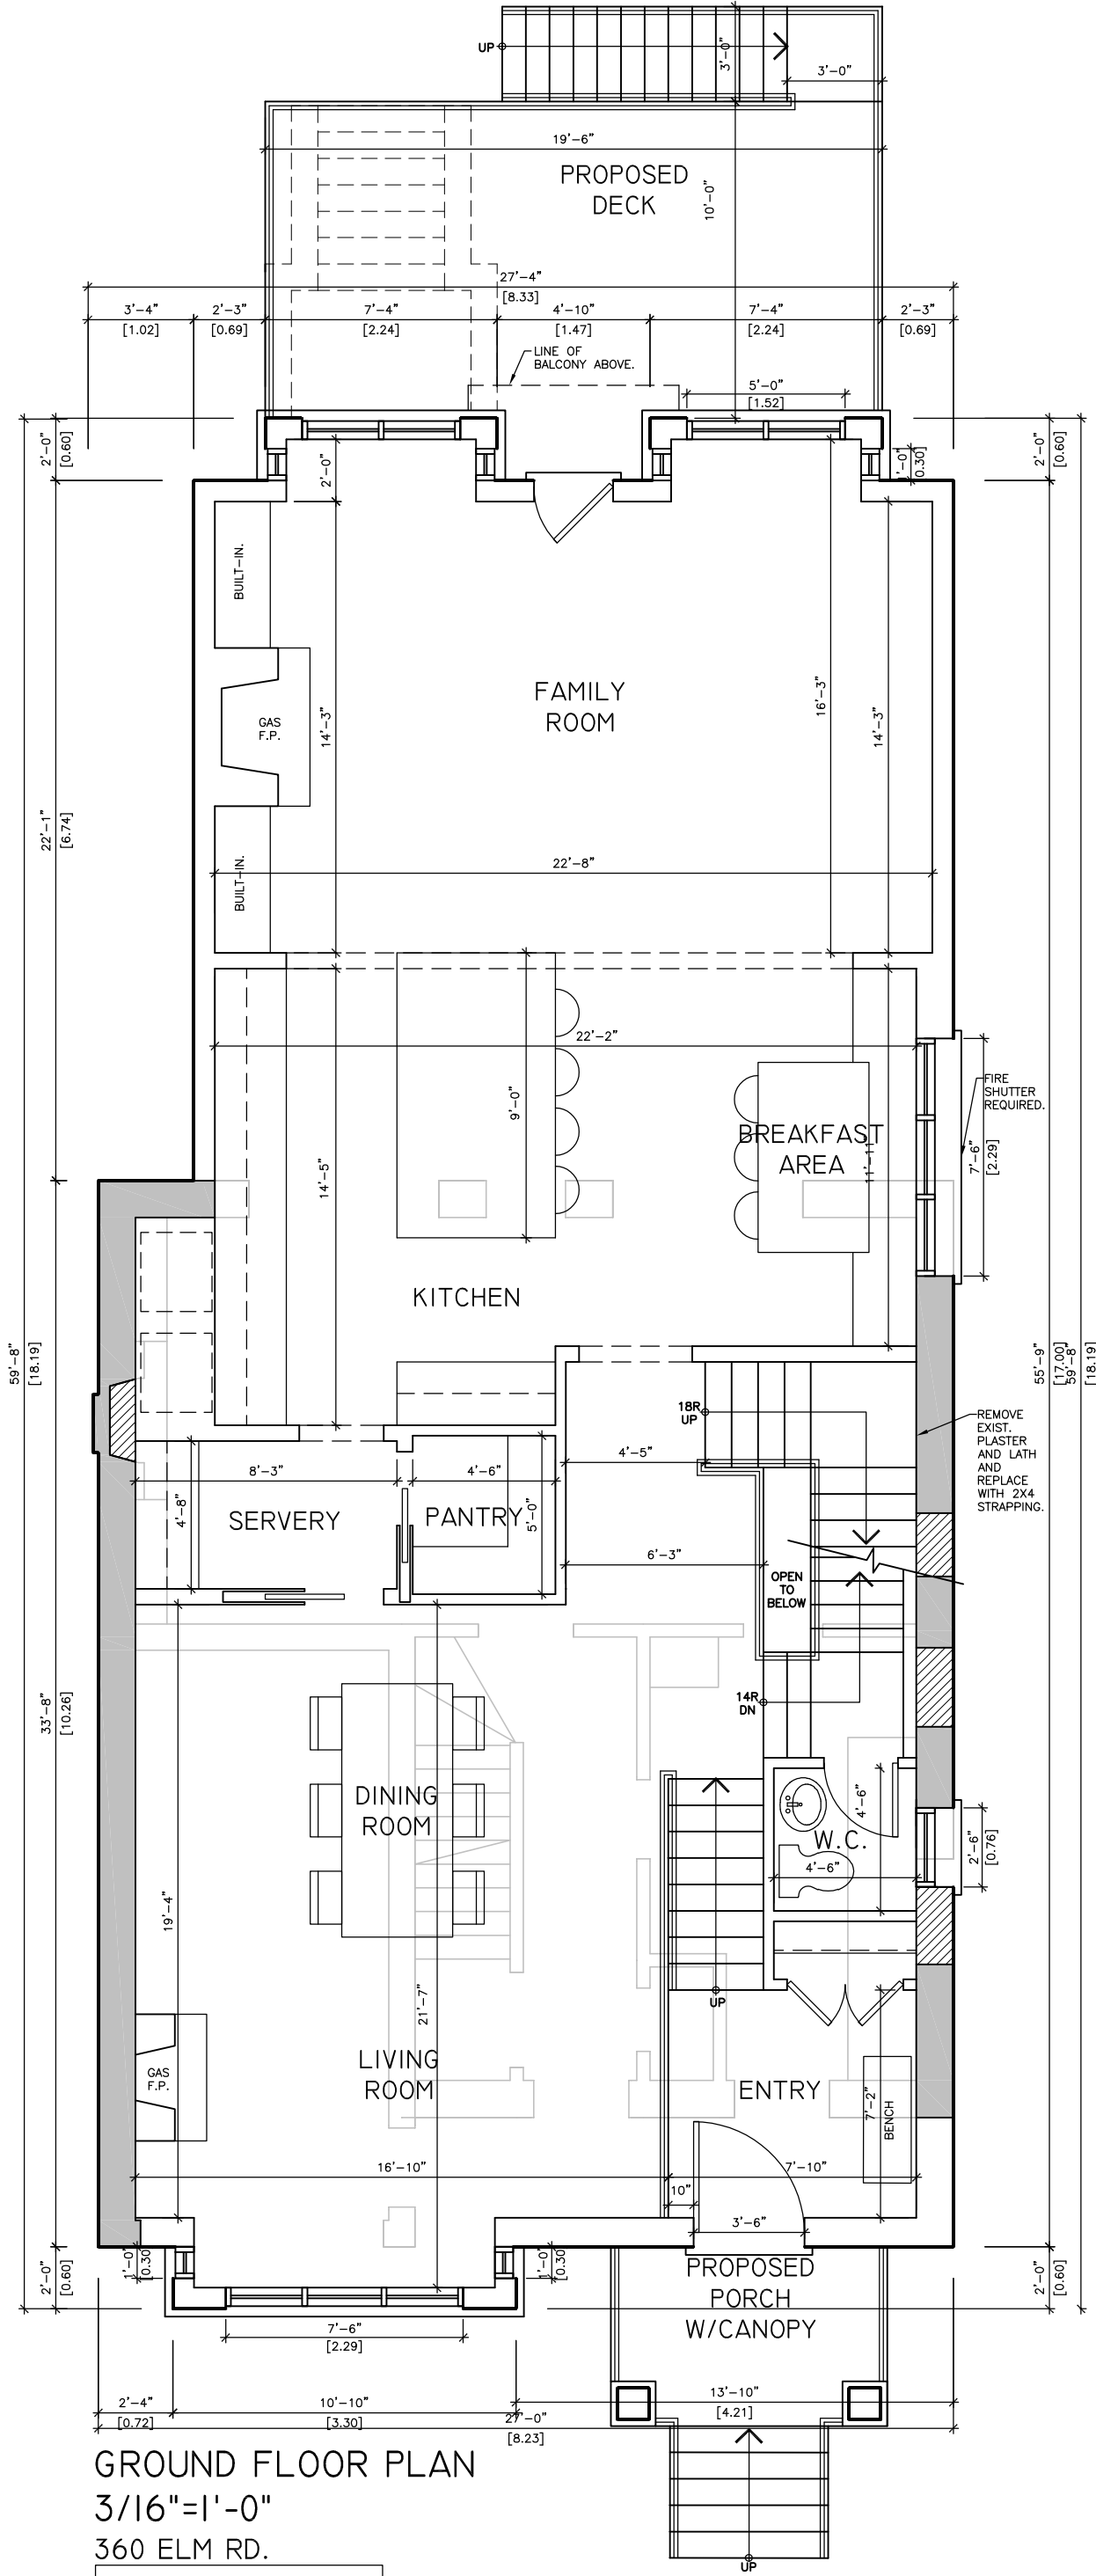 UP
3'-0"
3'-0"
19'-6"
PROPOSED
DECK
10'-0"
27'-4"
[8.33]
3'-4"
[1.02]
2'-3"
[0.69]
7'-4"
[2.24]
4'-10"
[1.47]
7'-4"
[2.24]
2'-3"
[0.69]
LINE OF
BALCONY ABOVE.
5'-0"
[1.52]
2'-0"
[0.60]
2'-0"
1'-0"
[0.30]
2'-0"
[0.60]
BUILT-IN.
FAMILY
ROOM
GAS
F.P.
14'-3"
16'-3"
14'-3"
22'-1"
[6.74]
BUILT-IN.
22'-8"
22'-2"
9'-0"
FIRE
SHUTTER
REQUIRED.
BREAKFAST
AREA
11'-11"
7'-6"
[2.29]
14'-5"
KITCHEN
59'-8"
[18.19]
55'-9"
[17.00]
59'-8"
[18.19]
18R
UP
REMOVE
EXIST.
PLASTER
AND LATH
AND
REPLACE
WITH 2X4
STRAPPING.
8'-3"
4'-6"
4'-5"
4'-8"
SERVERY
PANTRY
5'-0"
6'-3"
OPEN
TO
BELOW
33'-8"
[10.26]
14R
DN
DINING
ROOM
4'-6"
W.C.
4'-6"
2'-6"
[0.76]
19'-4"
21'-7"
UP
LIVING
ROOM
GAS
F.P.
ENTRY
7'-2"
BENCH
16'-10"
7'-10"
10"
3'-6"
2'-0"
[0.60]
1'-0"
[0.30]
1'-0"
[0.30]
PROPOSED
PORCH
W/CANOPY
2'-0"
[0.60]
7'-6"
[2.29]
2'-4"
[0.72]
10'-10"
[3.30]
13'-10"
[4.21]
27'-0"
[8.23]
GROUND FLOOR PLAN
3/16"=1'-0"
360 ELM RD.
UP